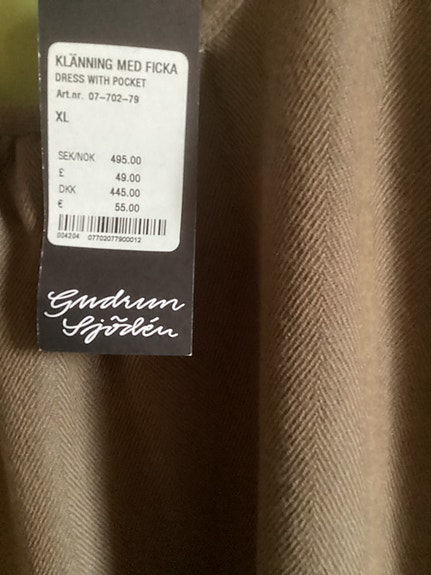 KLÄNNING MED FICKA
DRESS WITH POCKET
Art.nr. 07-702-79
XL
SEK/NOK 495.00
£ 49.00
DKK 445.00
€ 55.00
004204 07702077900012
Gudrun
Sjödén